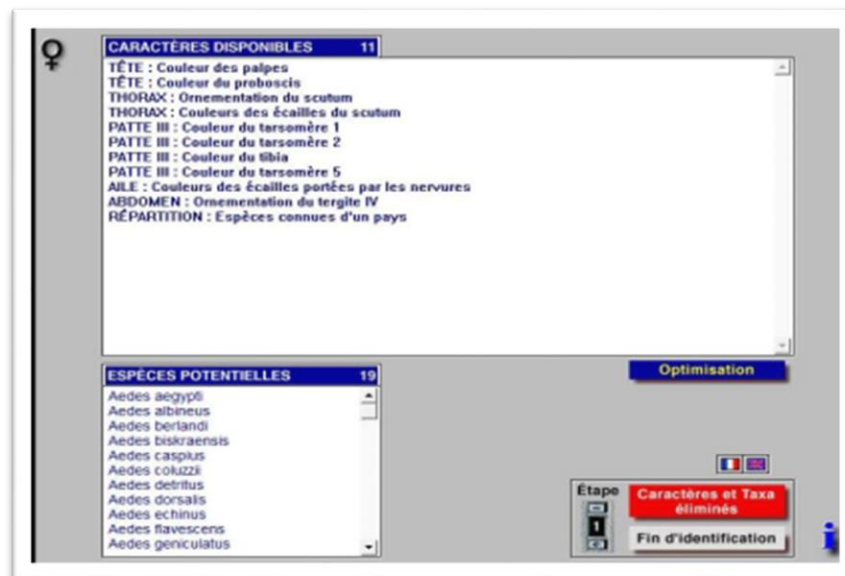 ♀
CARACTÈRES DISPONIBLES 11
TÊTE : Couleur des palpes
TÊTE : Couleur du proboscis
THORAX : Ornementation du scutum
THORAX : Couleurs des écailles du scutum
PATTE III : Couleur du tarsomère 1
PATTE III : Couleur du tarsomère 2
PATTE III : Couleur du tibia
PATTE III : Couleur du tarsomère 5
AILE : Couleurs des écailles portées par les nervures
ABDOMEN : Ornementation du tergite IV
RÉPARTITION : Espèces connues d'un pays
ESPÈCES POTENTIELLES 19
Aedes aegypti
Aedes albineus
Aedes berlandi
Aedes biskraensis
Aedes caspius
Aedes coluzzii
Aedes detritus
Aedes dorsalis
Aedes echinus
Aedes flavescens
Aedes geniculatus
Optimisation
Étape
1
Caractères et Taxa
éliminés
Fin d'identification
i